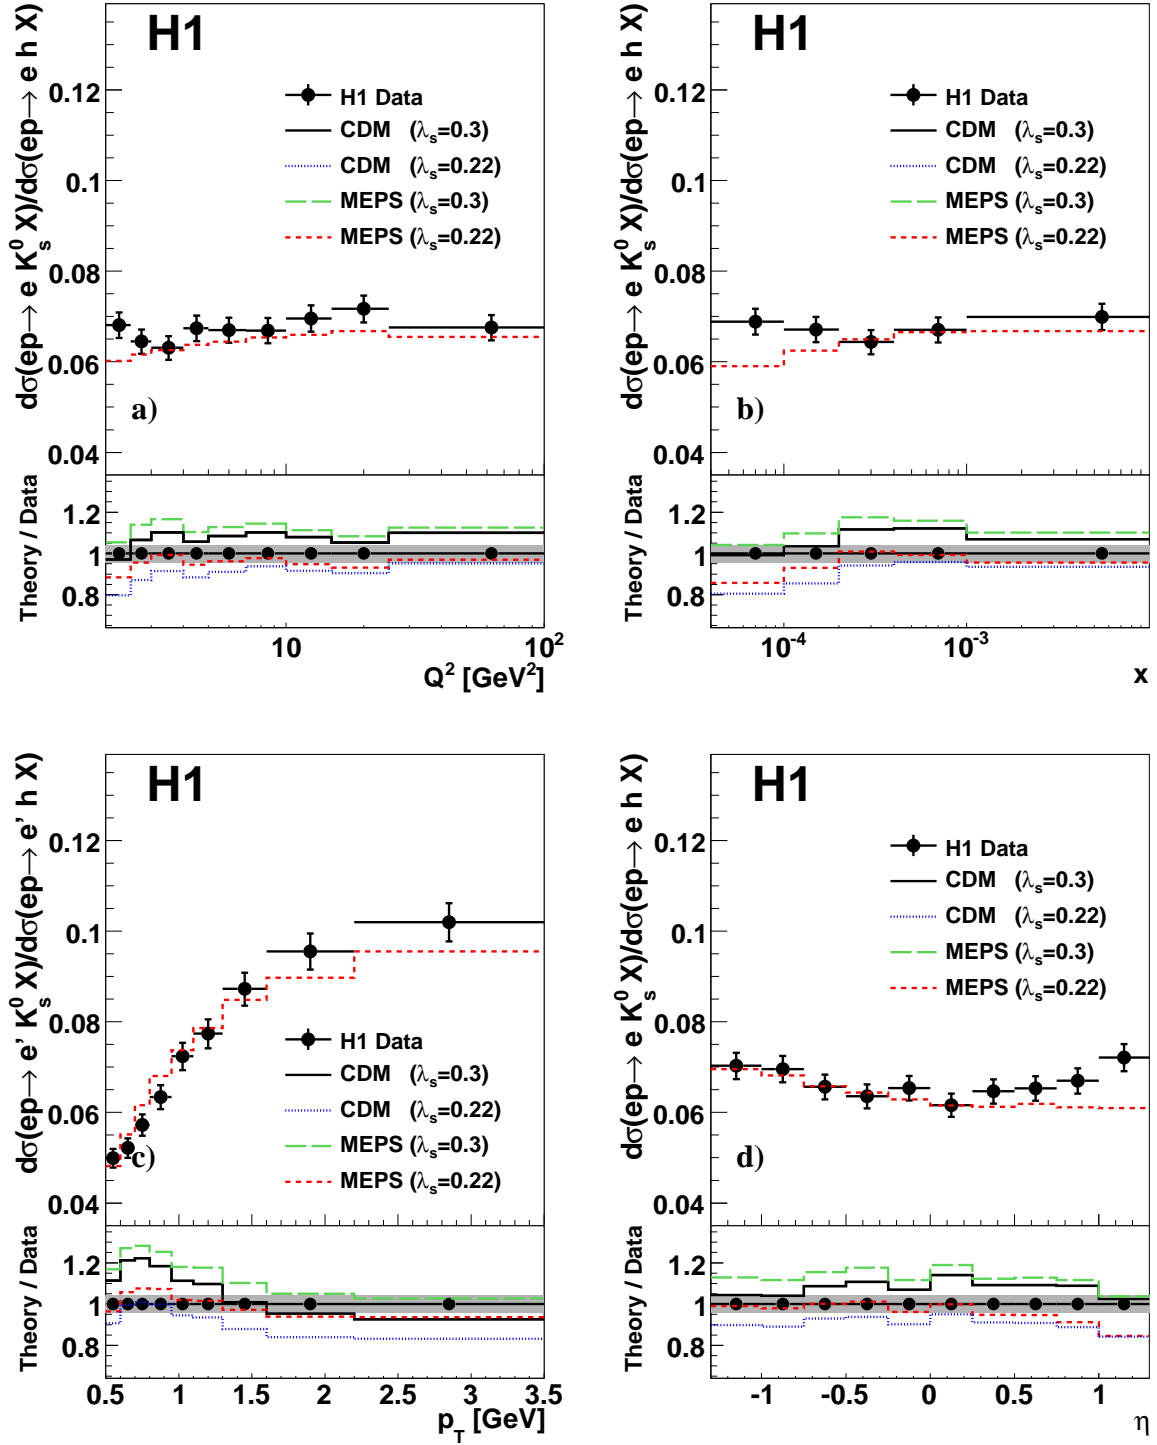 H1
dσ(ep→ e K⁰ₛ X)/dσ(ep→ e h X)
0.12
0.1
0.08
0.06
0.04
H1 Data
CDM (λₛ=0.3)
CDM (λₛ=0.22)
MEPS (λₛ=0.3)
MEPS (λₛ=0.22)
a)
Theory / Data
1.2
1
0.8
10
10²
Q² [GeV²]
H1
dσ(ep→ e K⁰ₛ X)/dσ(ep→ e h X)
0.12
0.1
0.08
0.06
0.04
H1 Data
CDM (λₛ=0.3)
CDM (λₛ=0.22)
MEPS (λₛ=0.3)
MEPS (λₛ=0.22)
b)
Theory / Data
1.2
1
0.8
10⁻⁴
10⁻³
x
H1
dσ(ep→ e' K⁰ₛ X)/dσ(ep→ e' h X)
0.12
0.1
0.08
0.06
0.04
H1 Data
CDM (λₛ=0.3)
CDM (λₛ=0.22)
MEPS (λₛ=0.3)
MEPS (λₛ=0.22)
c)
Theory / Data
1.2
1
0.8
0.5 1 1.5 2 2.5 3 3.5
p_T [GeV]
H1
dσ(ep→ e K⁰ₛ X)/dσ(ep→ e h X)
0.12
0.1
0.08
0.06
0.04
H1 Data
CDM (λₛ=0.3)
CDM (λₛ=0.22)
MEPS (λₛ=0.3)
MEPS (λₛ=0.22)
d)
Theory / Data
1.2
1
0.8
-1 -0.5 0 0.5 1
η